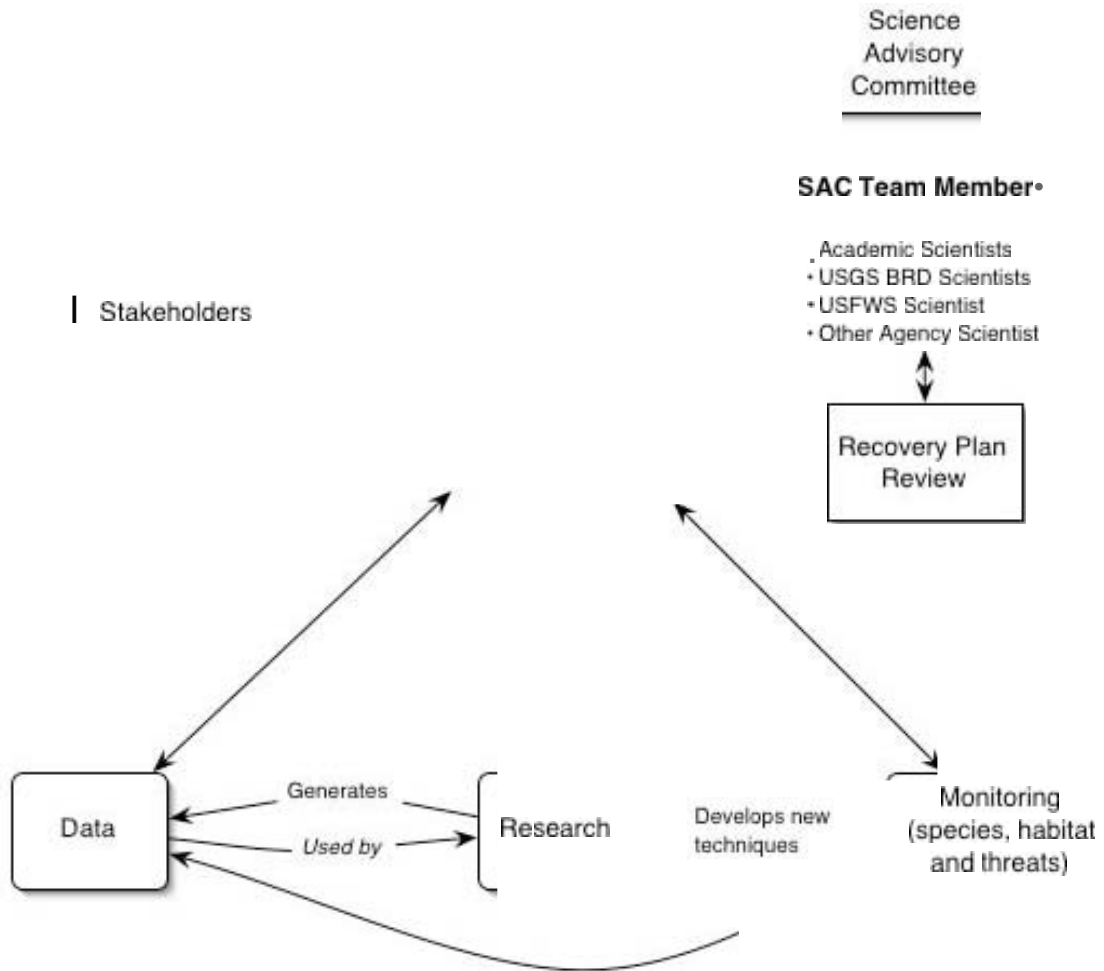 Science
Advisory
Committee
SAC Team Member•
Academic Scientists
• USGS BRD Scientists
• USFWS Scientist
• Other Agency Scientist
Stakeholders
Recovery Plan
Review
Generates
Data
Used by
Research
Develops new
techniques
Monitoring
(species, habitat
and threats)